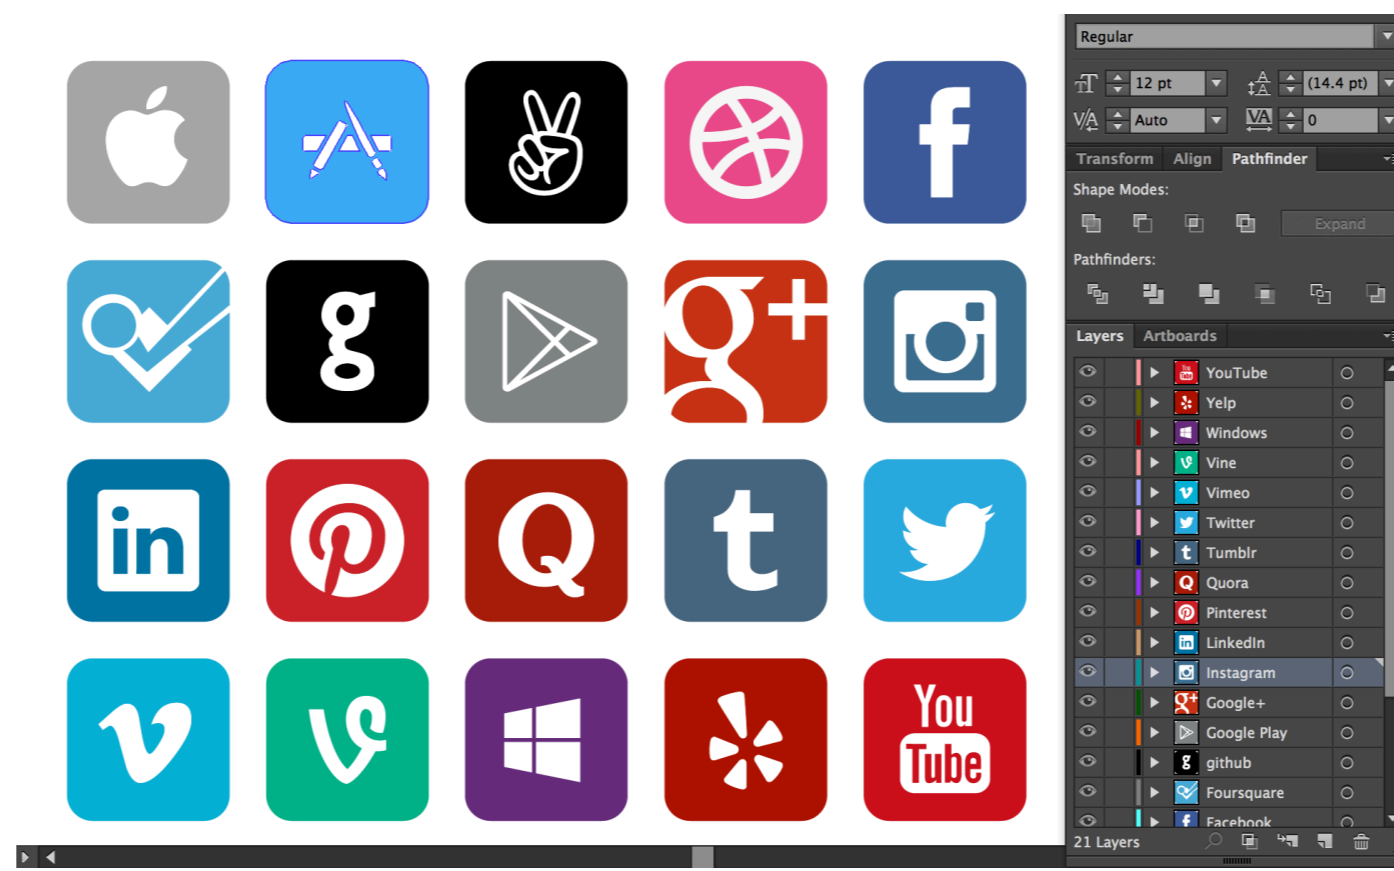 Regular
12 pt
(14.4 pt)
Auto
0
Transform Align Pathfinder
Shape Modes:
Expand
Pathfinders:
Layers Artboards
f
g
g+
in
Q
t
You
Tube
YouTube
Yelp
Windows
Vine
Vimeo
Twitter
Tumblr
Quora
Pinterest
LinkedIn
Instagram
Google+
Google Play
github
Foursquare
Facebook
21 Layers